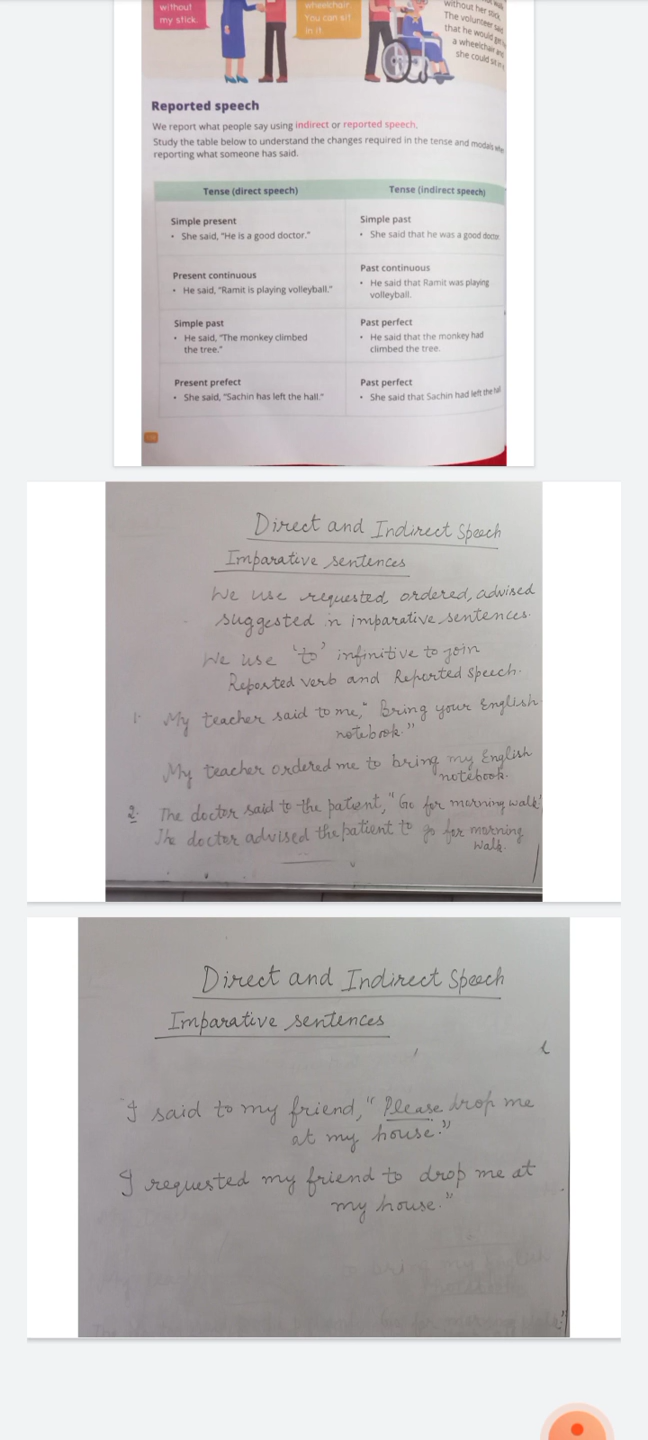 without
my stick.
wheelchair.
You can sit
in it.
without her stick.
The volunteer said
that he would get
a wheelchair and
she could sit in
Reported speech
We report what people say using indirect or reported speech.
Study the table below to understand the changes required in the tense and modals when
reporting what someone has said.
Tense (direct speech)
Tense (indirect speech)
Simple present
• She said, "He is a good doctor."
Simple past
• She said that he was a good doctor
Present continuous
• He said, "Ramit is playing volleyball."
Past continuous
• He said that Ramit was playing
volleyball.
Simple past
• He said, "The monkey climbed
the tree."
Past perfect
• He said that the monkey had
climbed the tree.
Present prefect
• She said, "Sachin has left the hall."
Past perfect
• She said that Sachin had left the hall
Direct and Indirect Speech
Imparative sentences
We use requested, ordered, advised
suggested in imparative sentences.
We use 'to' infinitive to join
Reported verb and Reported speech.
1. My teacher said to me," Bring your English
notebook."
My teacher ordered me to bring my English
notebook.
2. The doctor said to the patient, "Go for morning walk"
The doctor advised the patient to go for morning
walk.
Direct and Indirect Speech
Imparative sentences
I said to my friend, "Please drop me
at my house."
I requested my friend to drop me at
my house."